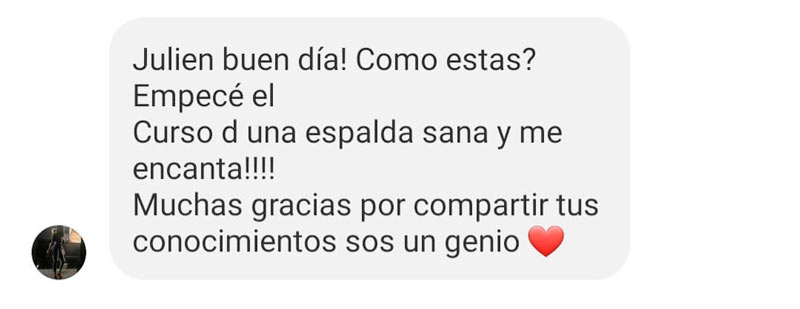 Julien buen día! Como estas?
Empecé el
Curso d una espalda sana y me
encanta!!!!
Muchas gracias por compartir tus
conocimientos sos un genio ❤️